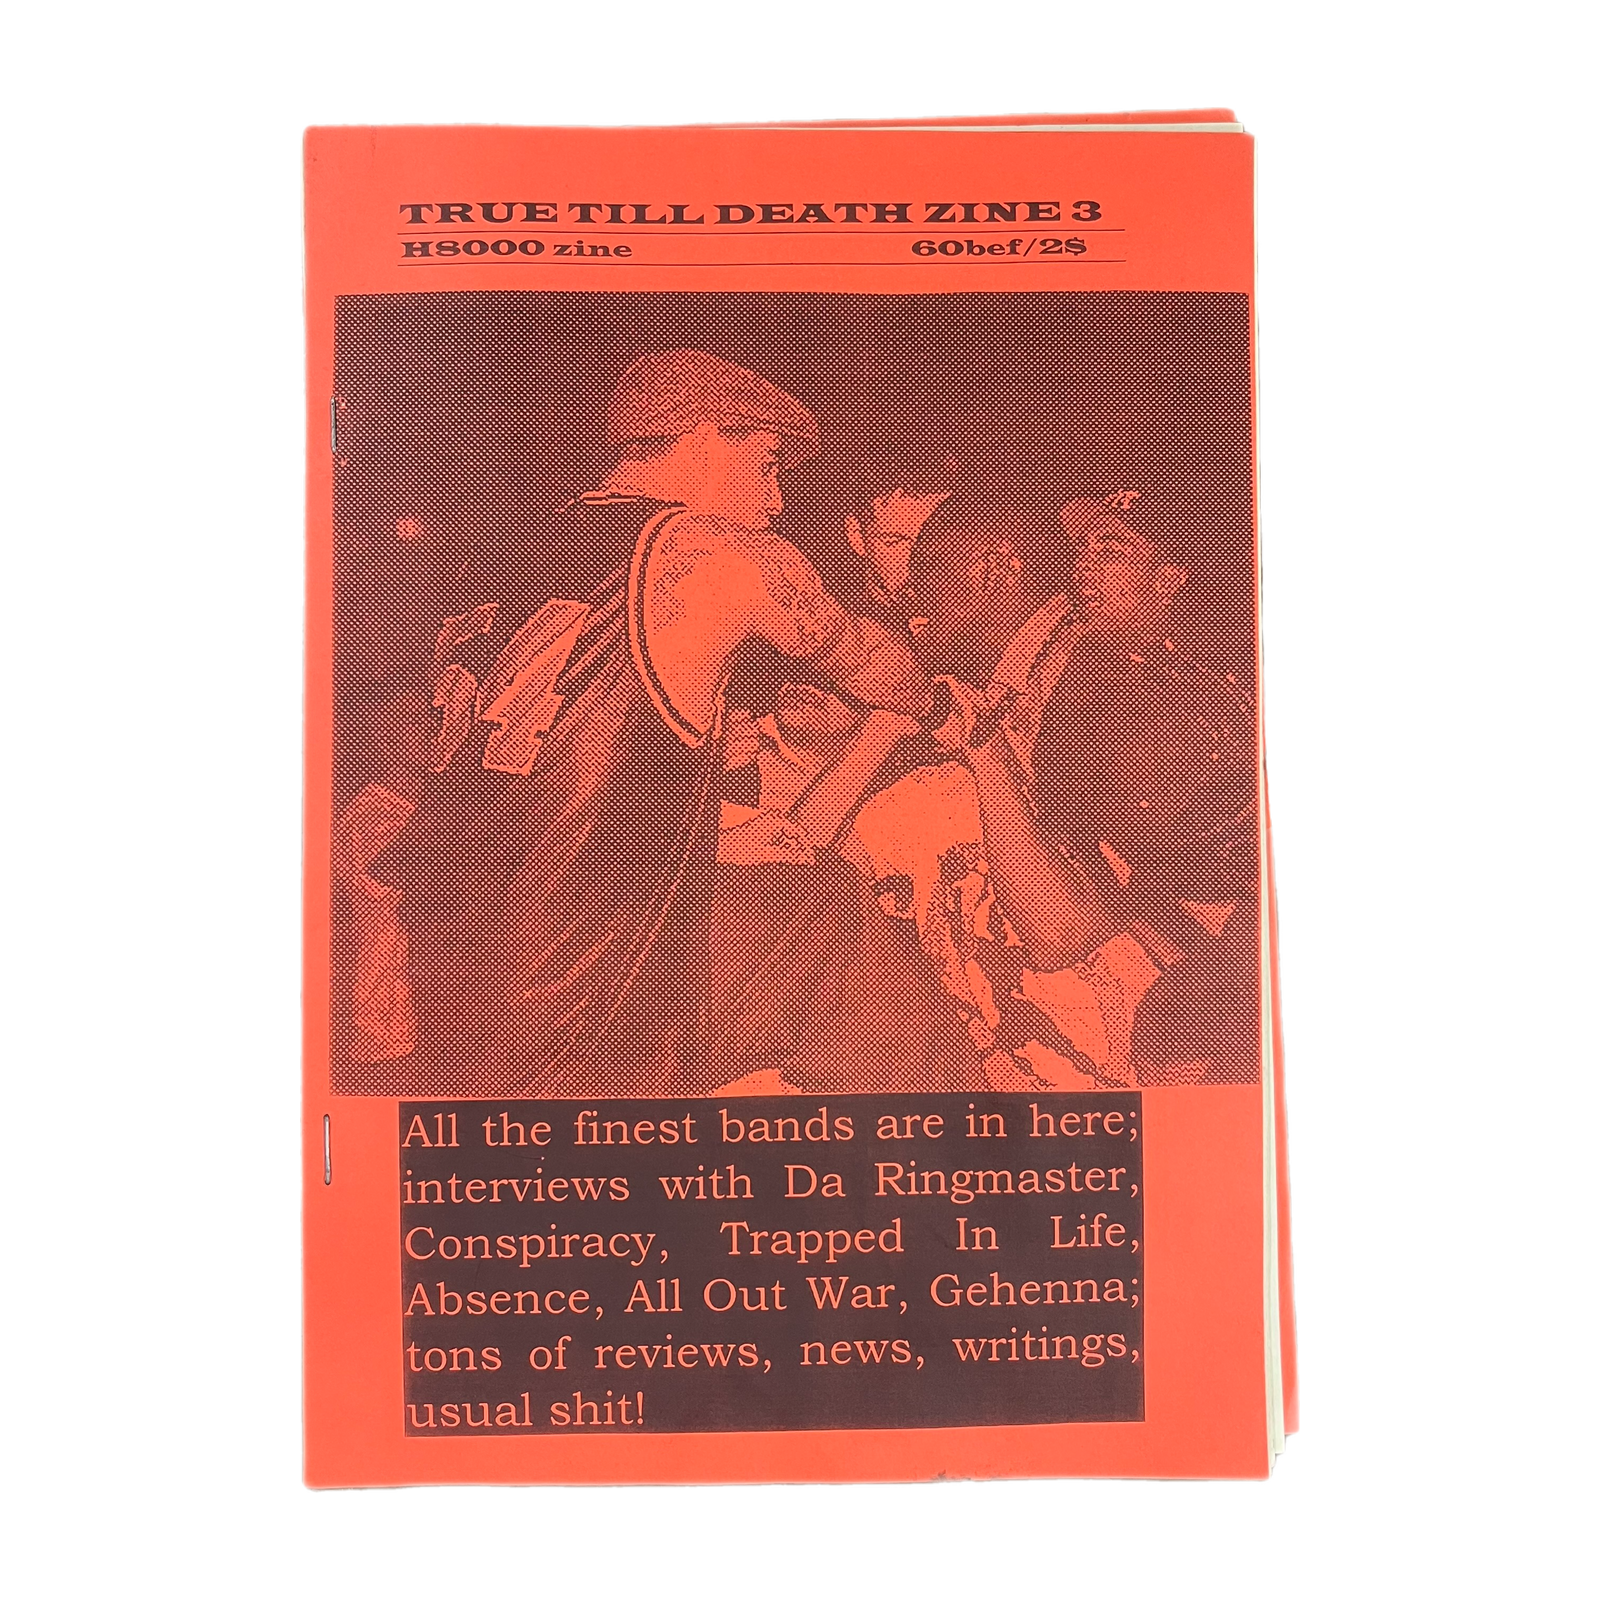 TRUE TILL DEATH ZINE 3
H8000 zine 60bef/2$
All the finest bands are in here;
interviews with Da Ringmaster,
Conspiracy, Trapped In Life,
Absence, All Out War, Gehenna;
tons of reviews, news, writings,
usual shit!